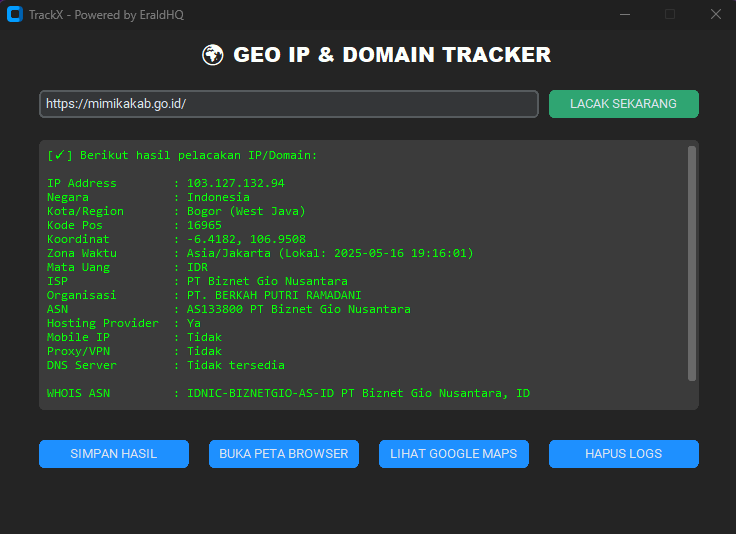 TrackX - Powered by EraldHQ
GEO IP & DOMAIN TRACKER
https://mimikakab.go.id/
LACAK SEKARANG
[✓] Berikut hasil pelacakan IP/Domain:
IP Address : 103.127.132.94
Negara : Indonesia
Kota/Region : Bogor (West Java)
Kode Pos : 16965
Koordinat : -6.4182, 106.9508
Zona Waktu : Asia/Jakarta (Lokal: 2025-05-16 19:16:01)
Mata Uang : IDR
ISP : PT Biznet Gio Nusantara
Organisasi : PT. BERKAH PUTRI RAMADANI
ASN : AS133800 PT Biznet Gio Nusantara
Hosting Provider : Ya
Mobile IP : Tidak
Proxy/VPN : Tidak
DNS Server : Tidak tersedia
WHOIS ASN : IDNIC-BIZNETGIO-AS-ID PT Biznet Gio Nusantara, ID
SIMPAN HASIL
BUKA PETA BROWSER
LIHAT GOOGLE MAPS
HAPUS LOGS